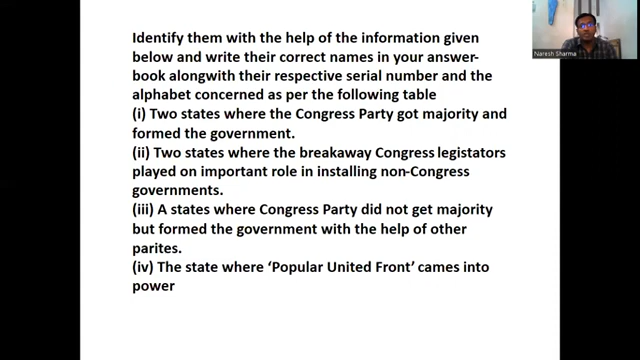 Identify them with the help of the information given
below and write their correct names in your answer-
book alongwith their respective serial number and the
alphabet concerned as per the following table
(i) Two states where the Congress Party got majority and
formed the government.
(ii) Two states where the breakaway Congress legistators
played on important role in installing non-Congress
governments.
(iii) A states where Congress Party did not get majority
but formed the government with the help of other
parites.
(iv) The state where ‘Popular United Front’ cames into
power
Naresh Sharma